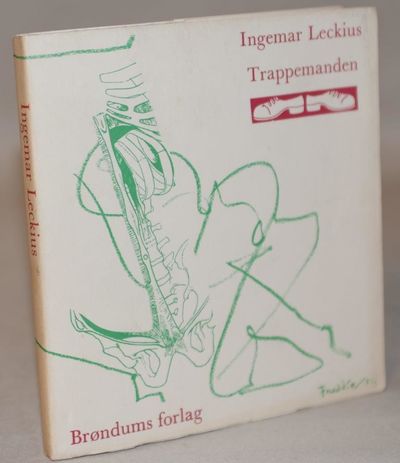 Ingemar Leckius
Trappemanden
Ingemar Leckius
Brøndums forlag